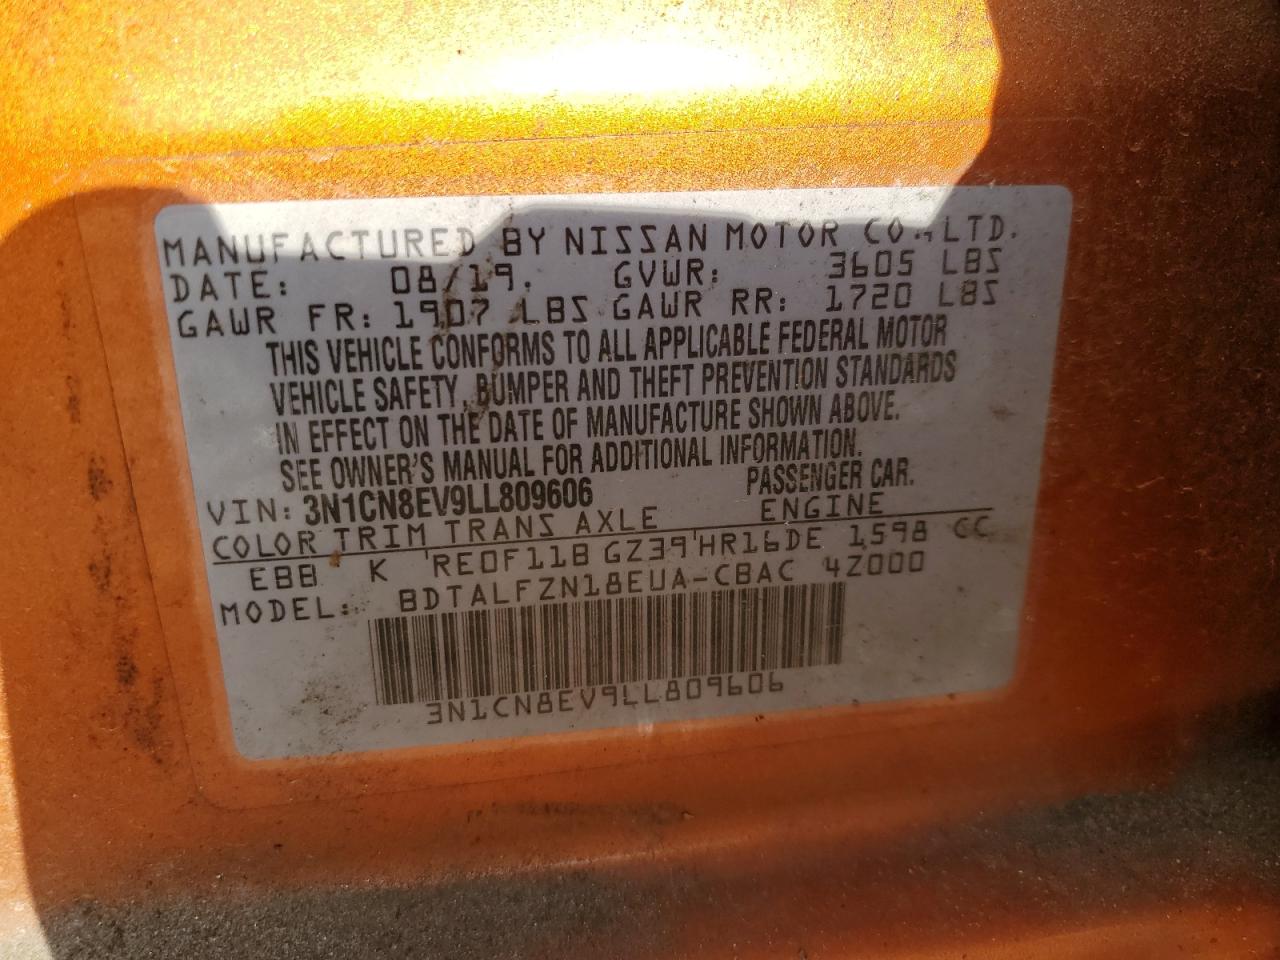 MANUFACTURED BY NISSAN MOTOR CO., LTD.
DATE: 08/19. GVWR: 3605 LBS
GAWR FR: 1907 LBS GAWR RR: 1720 LBS
THIS VEHICLE CONFORMS TO ALL APPLICABLE FEDERAL MOTOR
VEHICLE SAFETY, BUMPER AND THEFT PREVENTION STANDARDS
IN EFFECT ON THE DATE OF MANUFACTURE SHOWN ABOVE.
SEE OWNER'S MANUAL FOR ADDITIONAL INFORMATION.
VIN: 3N1CN8EV9LL809606 PASSENGER CAR.
COLOR TRIM TRANS AXLE ENGINE
EBB K RE0F11B GZ39 HR16DE 1598 CC
MODEL: BDTALFZN18EUA-CBAC 4Z000
3N1CN8EV9LL809606